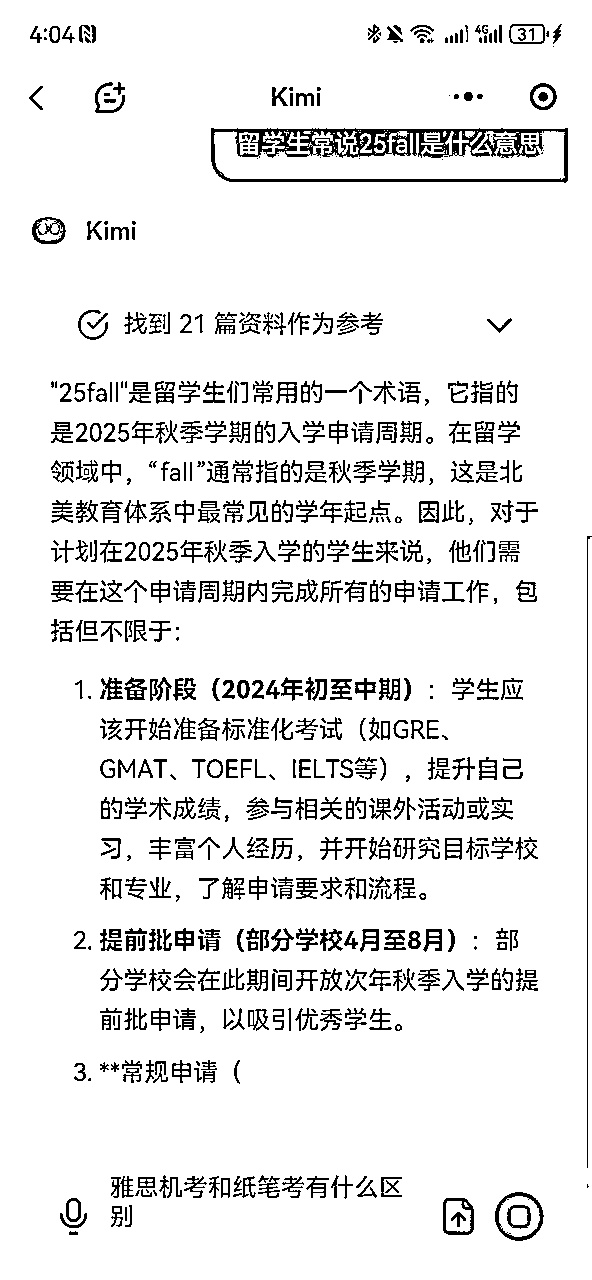 4:04
4G
31
Kimi
留学生常说25fall是什么意思
Kimi
找到 21 篇资料作为参考
"25fall"是留学生们常用的一个术语，它指的
是2025年秋季学期的入学申请周期。在留学
领域中，“fall”通常指的是秋季学期，这是北
美教育体系中最常见的学年起点。因此，对于
计划在2025年秋季入学的学生来说，他们需
要在这个申请周期内完成所有的申请工作，包
括但不限于：
1. 准备阶段（2024年初至中期）：学生应
该开始准备标准化考试（如GRE、
GMAT、TOEFL、IELTS等），提升自己
的学术成绩，参与相关的课外活动或实
习，丰富个人经历，并开始研究目标学校
和专业，了解申请要求和流程。
2. 提前批申请（部分学校4月至8月）：部
分学校会在此期间开放次年秋季入学的提
前批申请，以吸引优秀学生。
3. **常规申请（
雅思机考和纸笔考有什么区
别